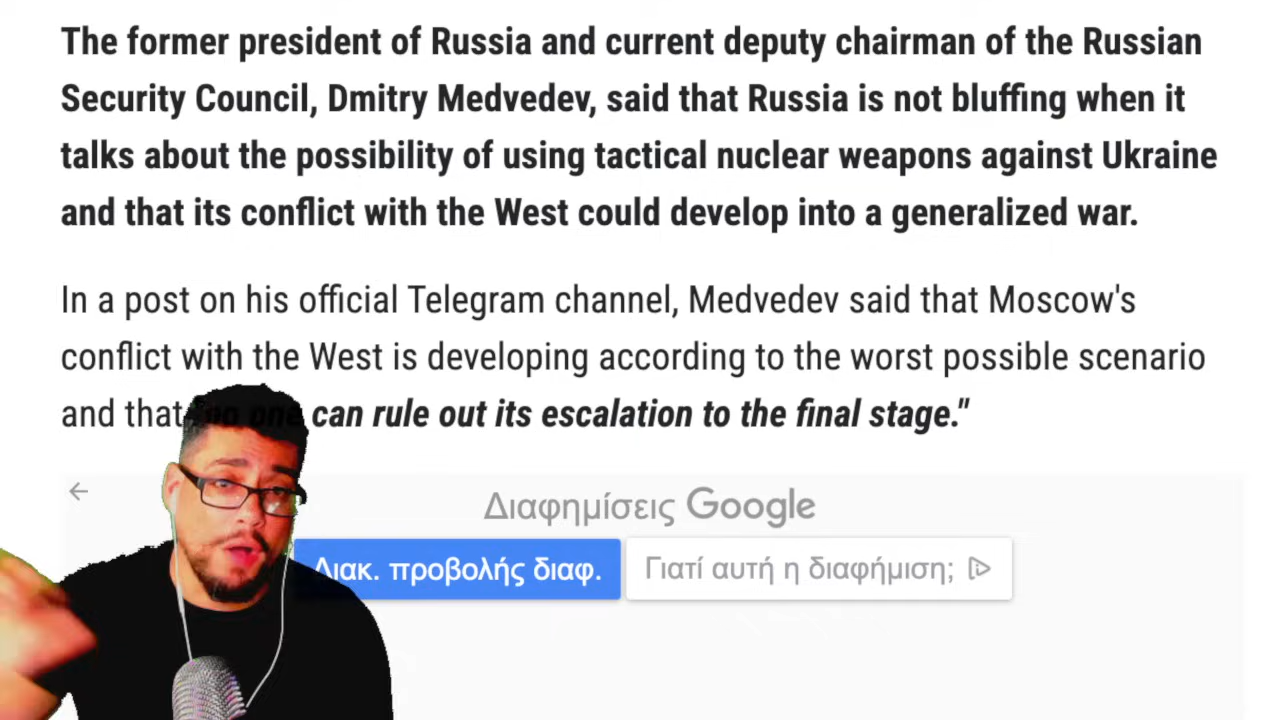 The former president of Russia and current deputy chairman of the Russian
Security Council, Dmitry Medvedev, said that Russia is not bluffing when it
talks about the possibility of using tactical nuclear weapons against Ukraine
and that its conflict with the West could develop into a generalized war.
In a post on his official Telegram channel, Medvedev said that Moscow's
conflict with the West is developing according to the worst possible scenario
and that "no one can rule out its escalation to the final stage."
Διαφημίσεις Google
Διακ. προβολής διαφ.
Γιατί αυτή η διαφήμιση;